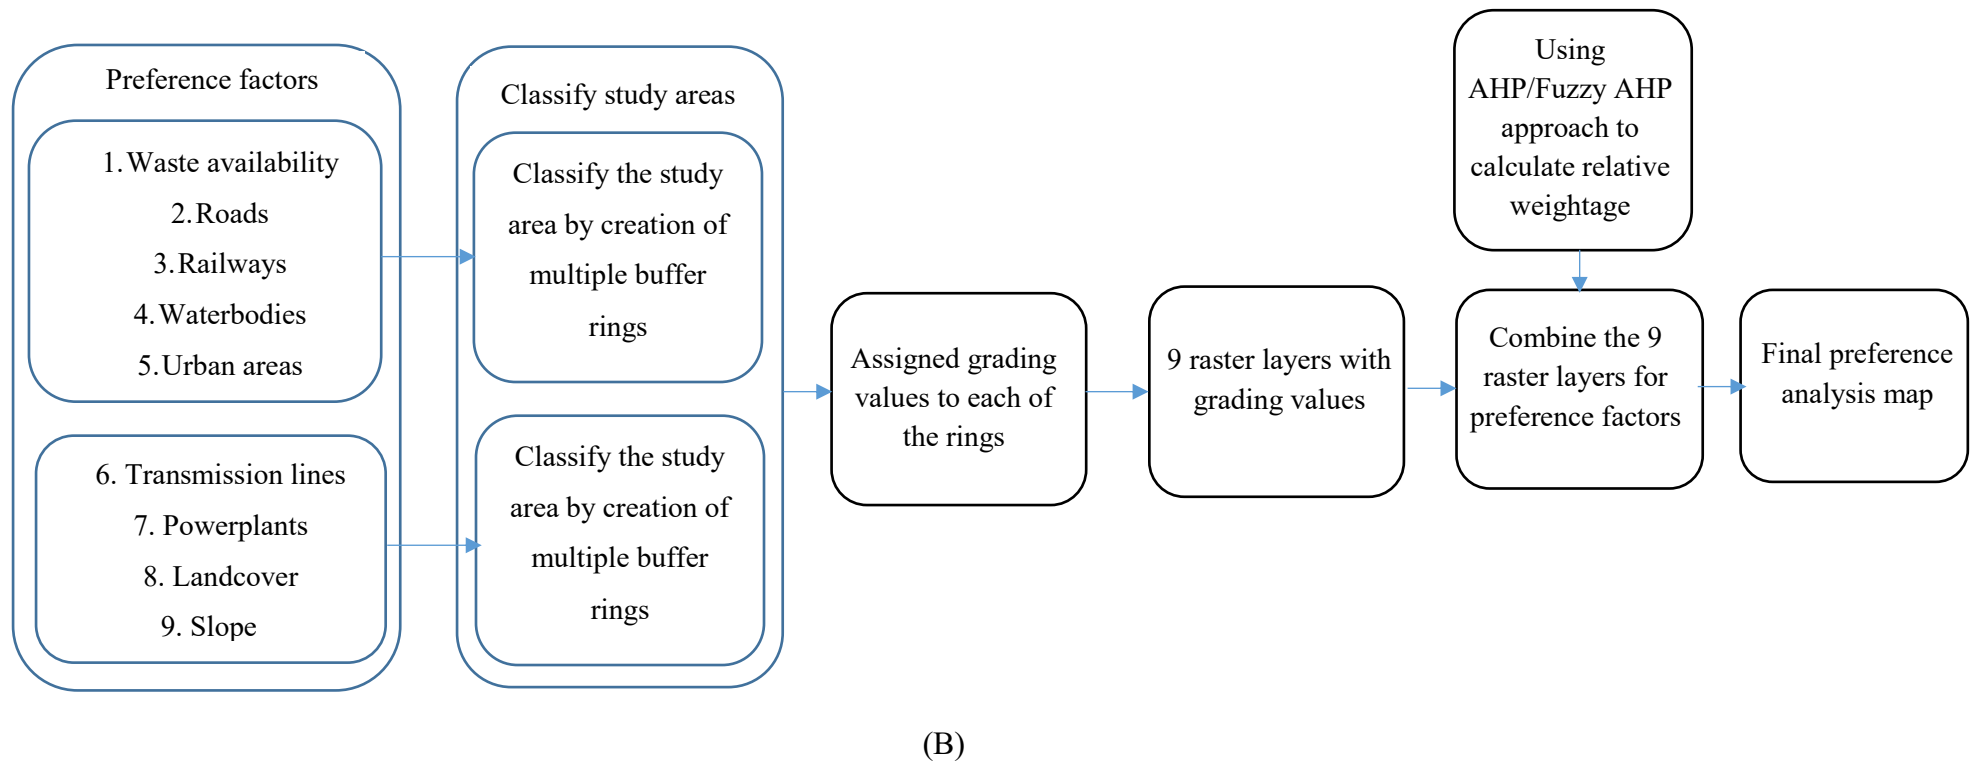 Preference factors
1. Waste availability
2. Roads
3. Railways
4. Waterbodies
5. Urban areas
6. Transmission lines
7. Powerplants
8. Landcover
9. Slope
Classify study areas
Classify the study
area by creation of
multiple buffer
rings
Classify the study
area by creation of
multiple buffer
rings
Assigned grading
values to each of
the rings
9 raster layers with
grading values
Using
AHP/Fuzzy AHP
approach to
calculate relative
weightage
Combine the 9
raster layers for
preference factors
Final preference
analysis map
(B)